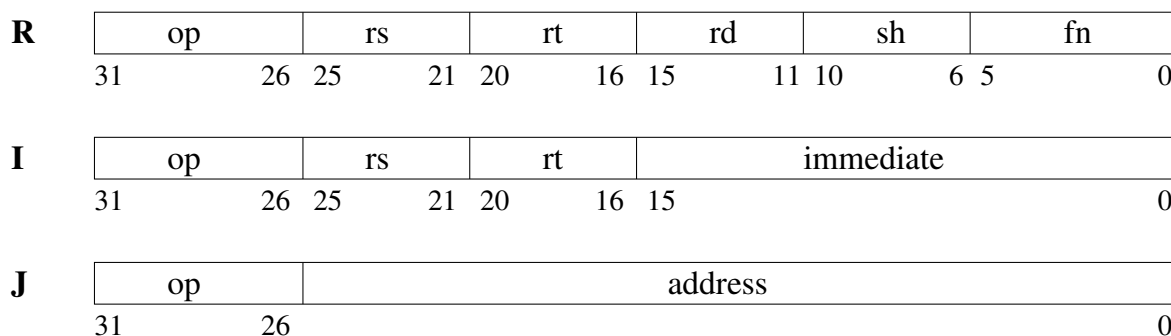 R op rs rt rd sh fn
31 26 25 21 20 16 15 11 10 6 5 0
I op rs rt immediate
31 26 25 21 20 16 15 0
J op address
31 26 0